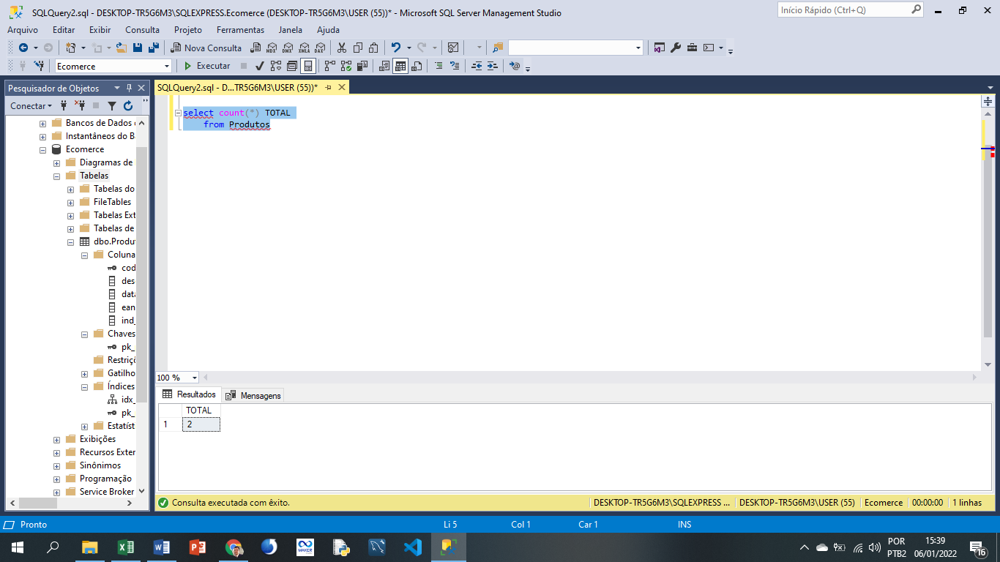 SQLQuery2.sql - DESKTOP-TR5G6M3\SQLEXPRESS.Ecomerce (DESKTOP-TR5G6M3\USER (55))* - Microsoft SQL Server Management Studio
Início Rápido (Ctrl+Q)
Arquivo Editar Exibir Consulta Projeto Ferramentas Janela Ajuda
Nova Consulta MDX DMX XMLA DAX
Ecomerce Executar
Pesquisador de Objetos
SQLQuery2.sql - D...TR5G6M3\USER (55))*
Conectar
select count(*) TOTAL
from Produtos
Bancos de Dados
Instantâneos do B
Ecomerce
Diagramas de
Tabelas
Tabelas do
FileTables
Tabelas Ext
Tabelas de
dbo.Produ
Coluna
cod
des
data
ean
ind_
Chaves
pk_
Restriçõ
Gatilho
Índices
idx_
pk_
Estatíst
Exibições
Recursos Exter
Sinônimos
Programação
Service Broker
100 %
Resultados Mensagens
TOTAL
1 2
Consulta executada com êxito.
DESKTOP-TR5G6M3\SQLEXPRESS ... DESKTOP-TR5G6M3\USER (55) Ecomerce 00:00:00 1 linhas
Pronto Li 5 Col 1 Car 1 INS
MAKER
POR
PTB2
15:39
06/01/2022
16